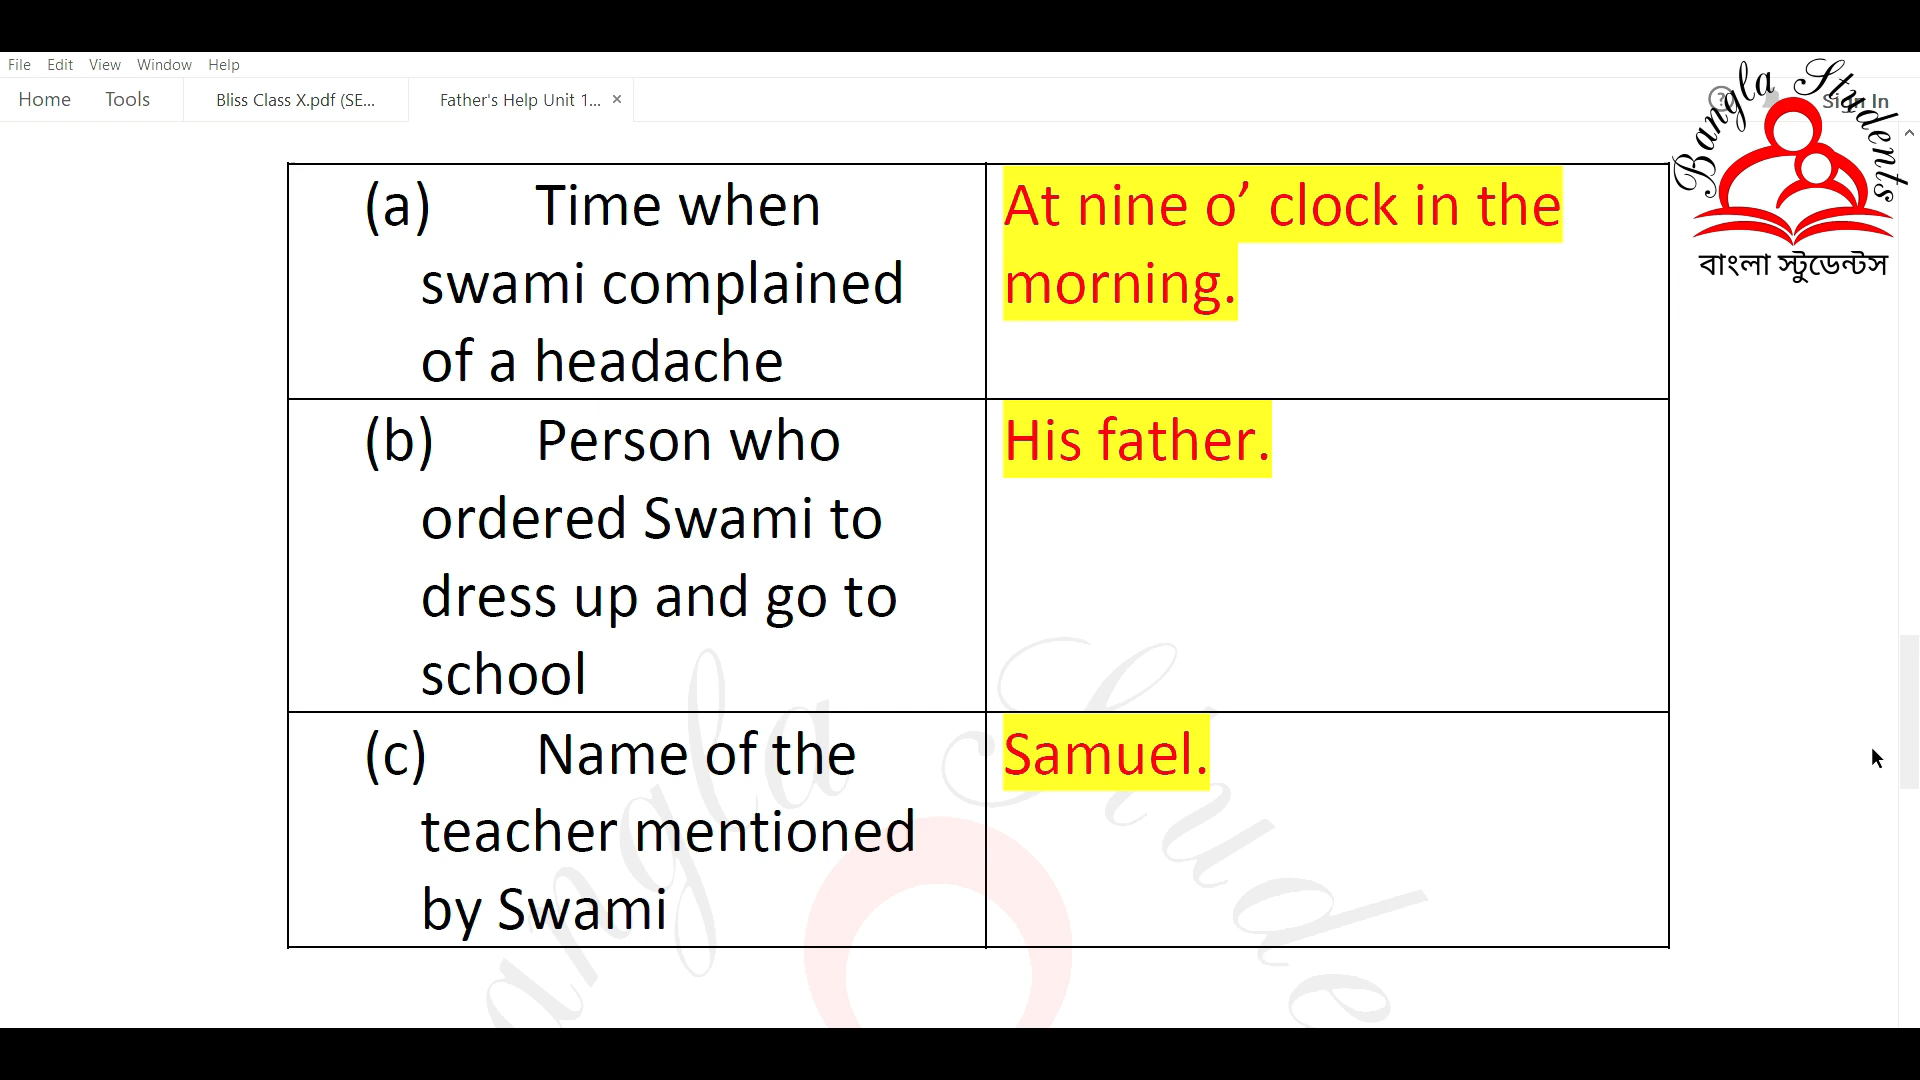 File Edit View Window Help
Home Tools Bliss Class X.pdf (SE... Father's Help Unit 1... × Sign In
Bangla Students
বাংলা স্টুডেন্টস
(a) Time when
swami complained
of a headache
At nine o’ clock in the
morning.
(b) Person who
ordered Swami to
dress up and go to
school
His father.
(c) Name of the
teacher mentioned
by Swami
Samuel.